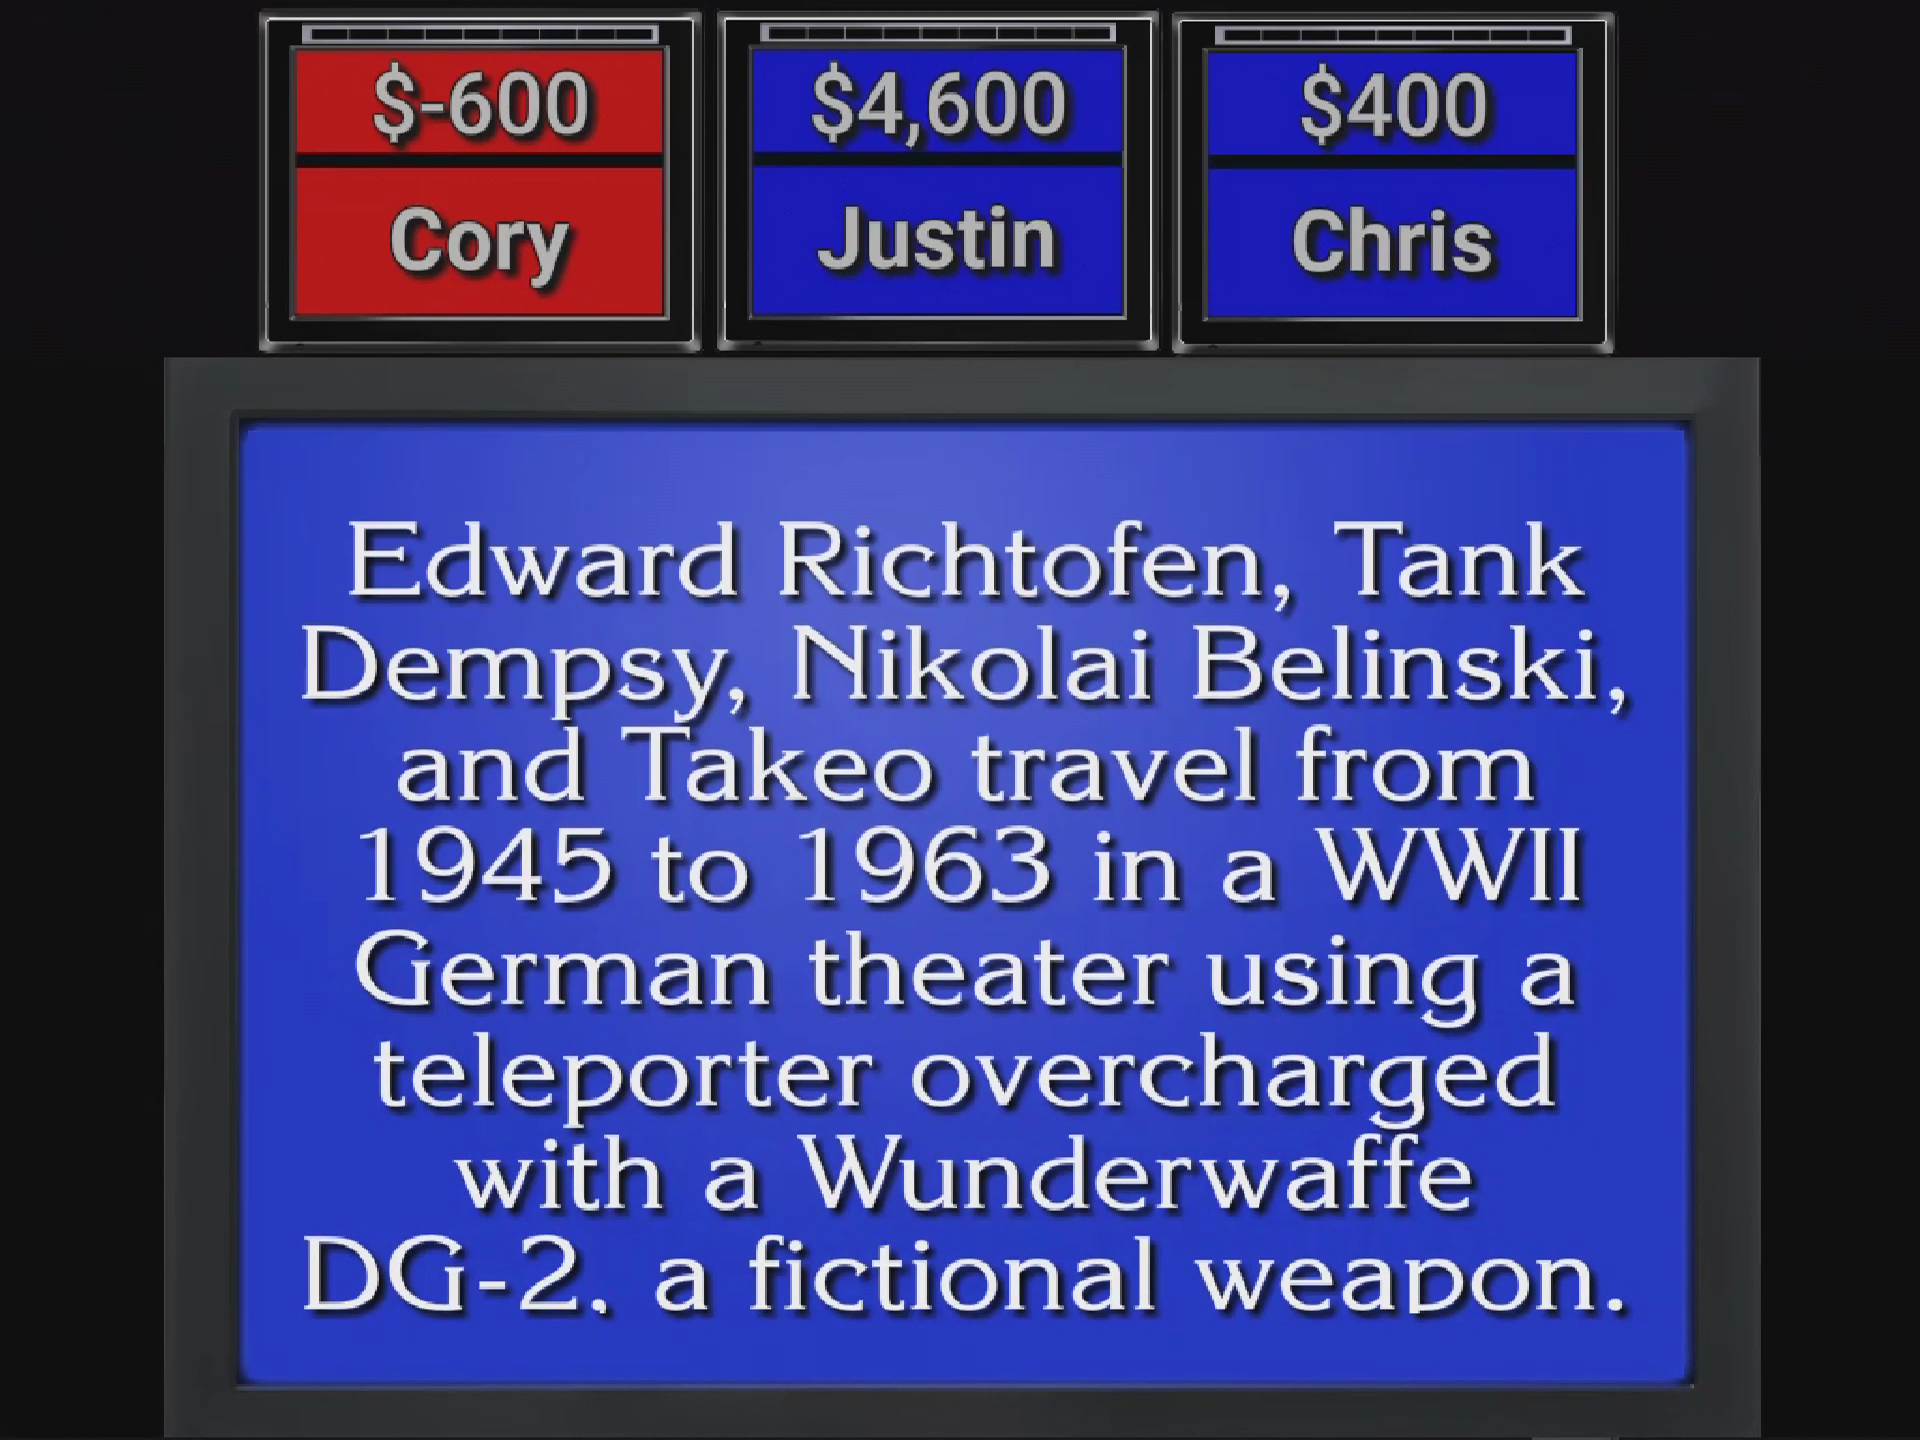 $-600
Cory
$4,600
Justin
$400
Chris
Edward Richtofen, Tank
Dempsy, Nikolai Belinski,
and Takeo travel from
1945 to 1963 in a WWII
German theater using a
teleporter overcharged
with a Wunderwaffe
DG-2, a fictional weapon.